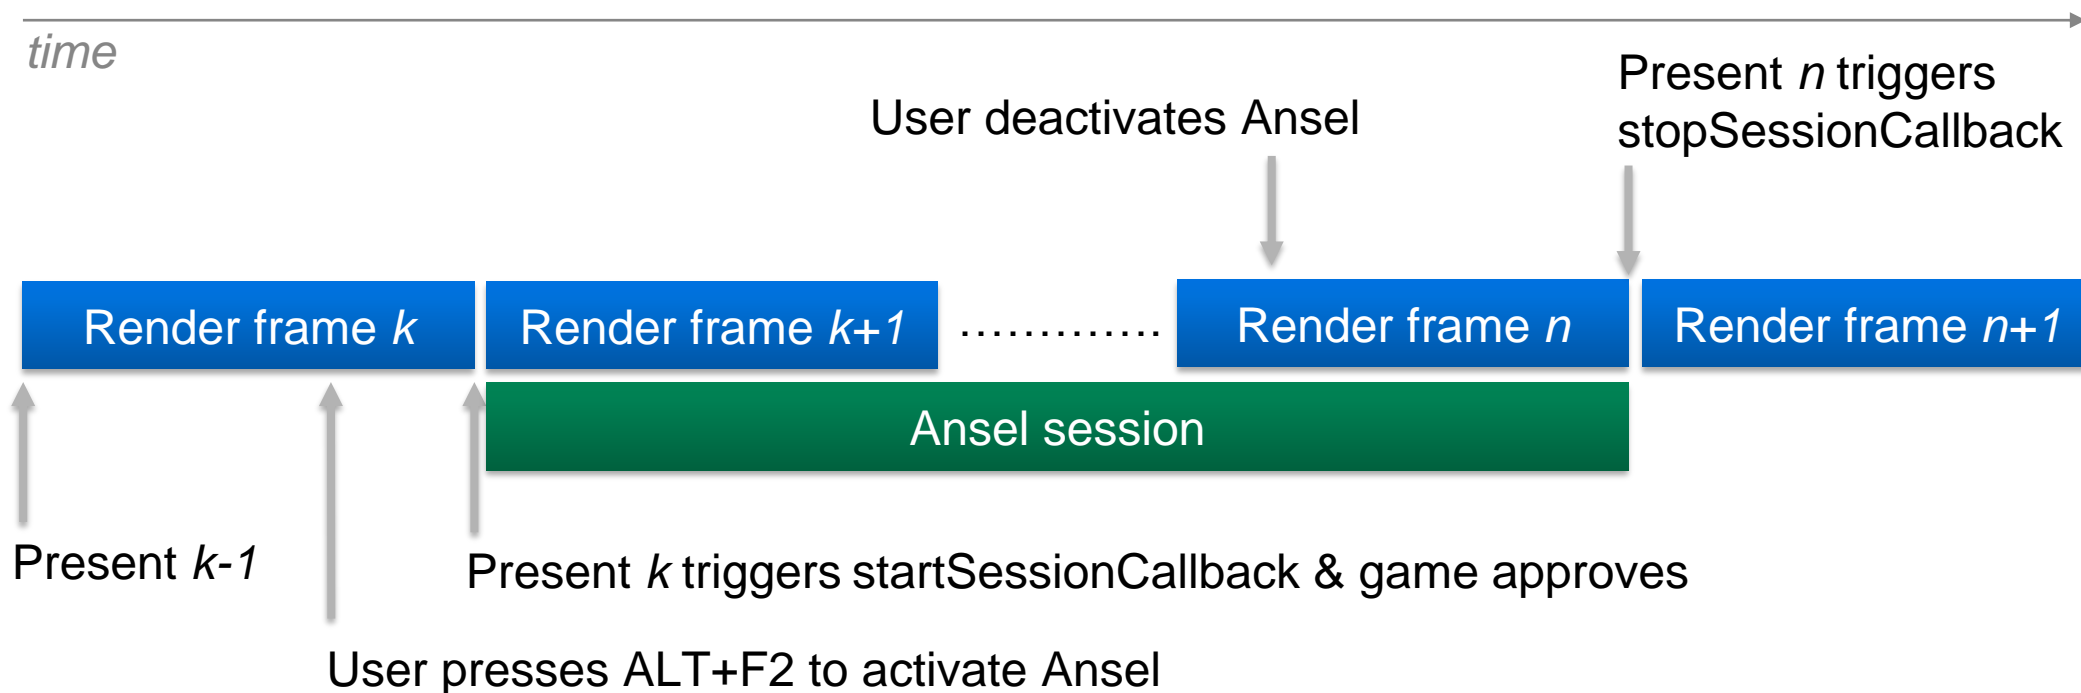 time
Present n triggers
stopSessionCallback
User deactivates Ansel
Render frame k
Render frame k+1
.............
Render frame n
Render frame n+1
Ansel session
Present k-1
Present k triggers startSessionCallback & game approves
User presses ALT+F2 to activate Ansel